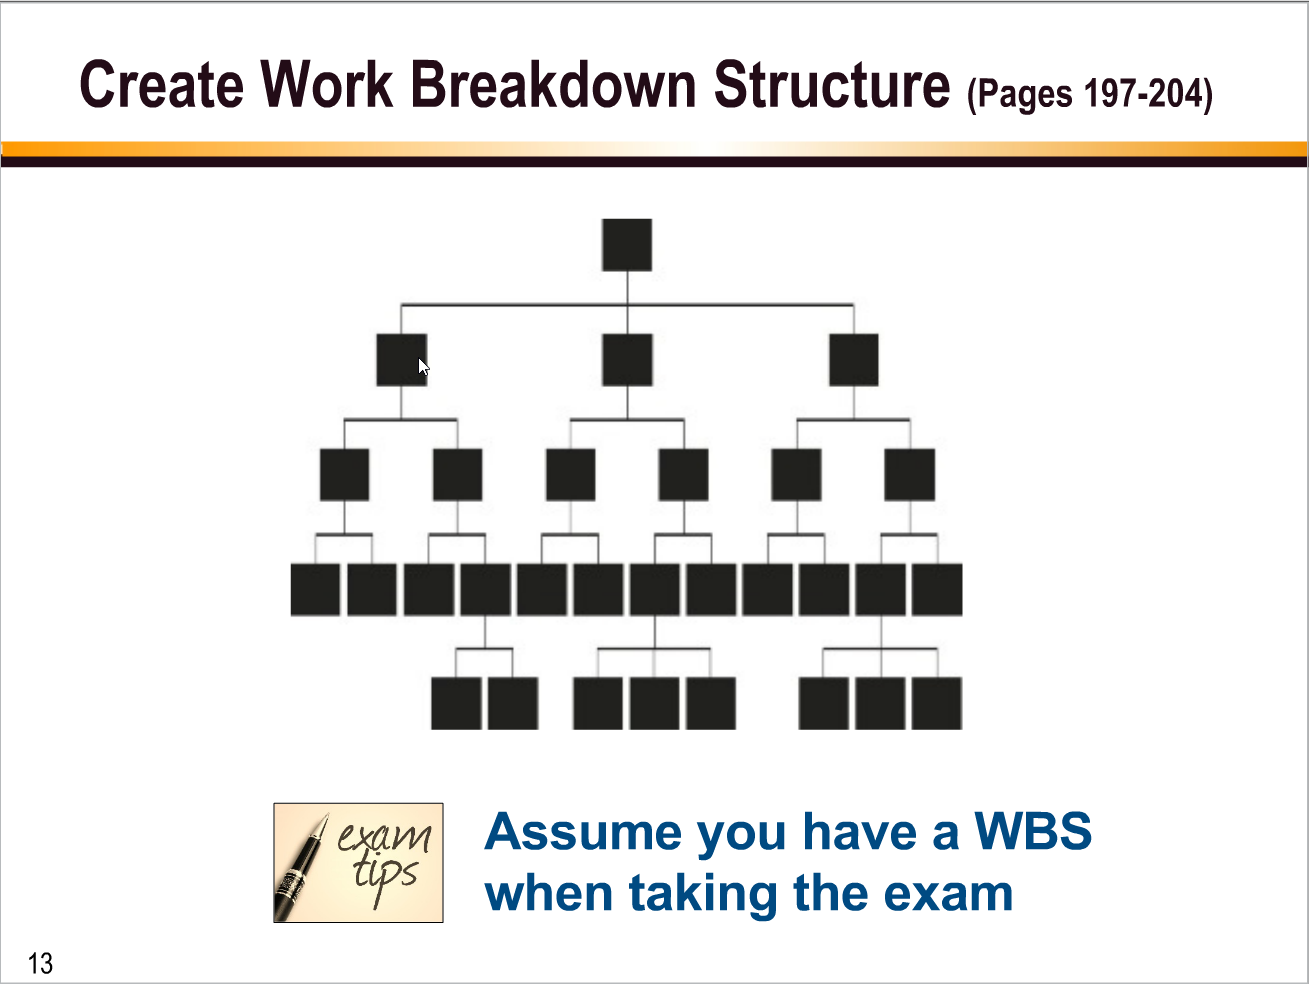 Create Work Breakdown Structure (Pages 197-204)
exam
tips
Assume you have a WBS
when taking the exam
13